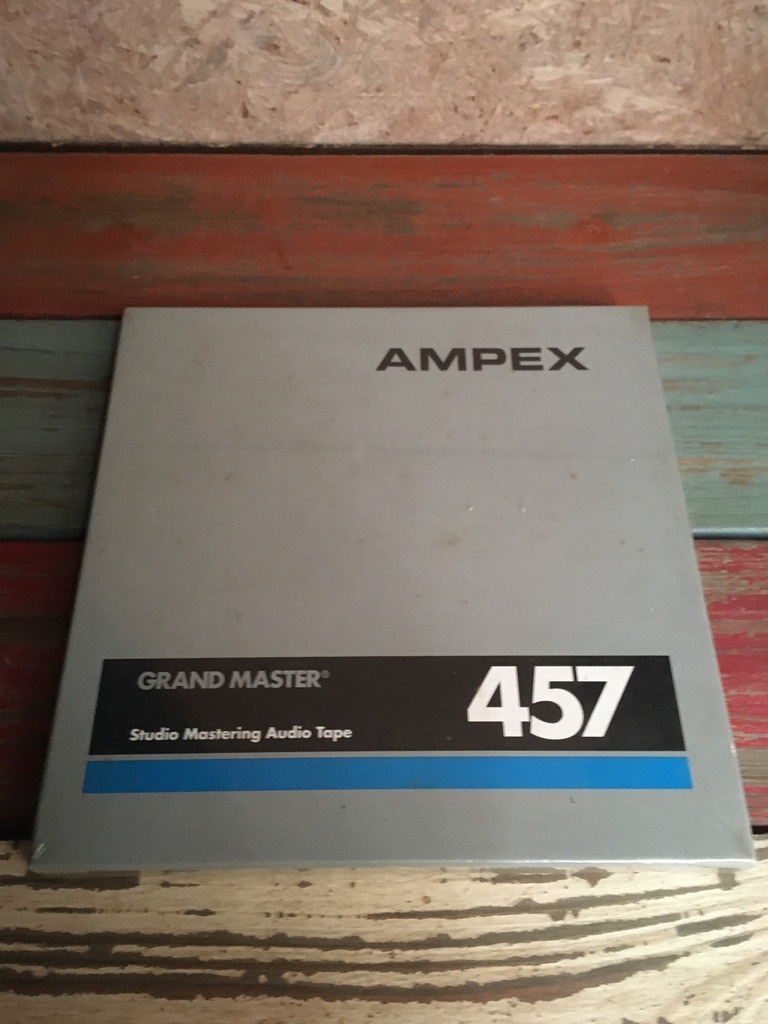 AMPEX
GRAND MASTER®
457
Studio Mastering Audio Tape